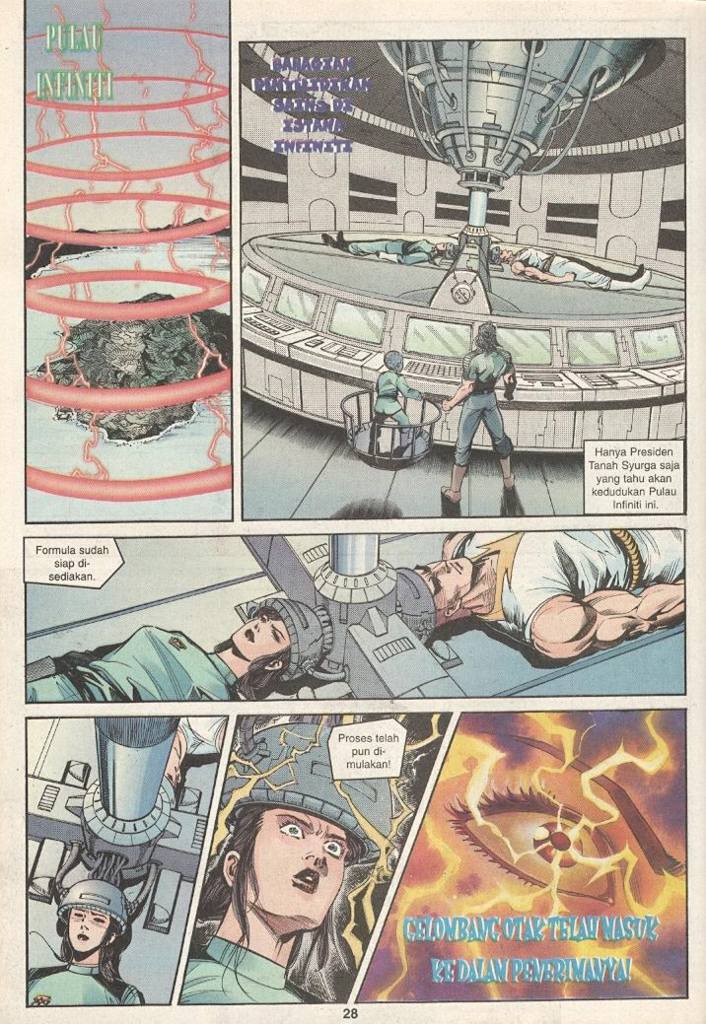 PULAU
INFINITI
BAHAGIAN
PENYELIDIKAN
SAINS DI
ISTANA
INFINITI
Hanya Presiden
Tanah Syurga saja
yang tahu akan
kedudukan Pulau
Infiniti ini.
Formula sudah
siap di-
sediakan.
Proses telah
pun di-
mulakan!
GELOMBANG OTAK TELAH MASUK
KE DALAM PENERIMANYA!
28